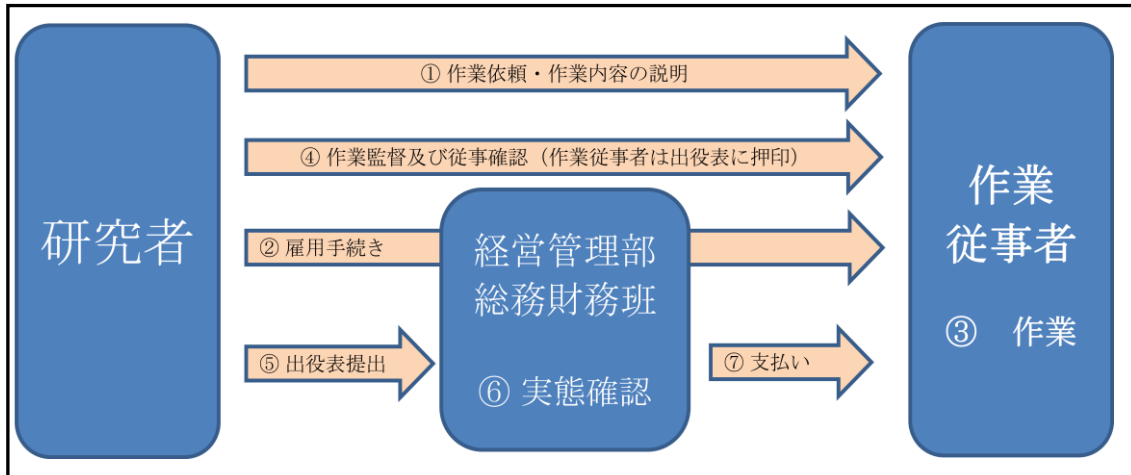 研究者
① 作業依頼・作業内容の説明
④ 作業監督及び従事確認（作業従事者は出役表に押印）
② 雇用手続き
⑤ 出役表提出
経営管理部
総務財務班
⑥ 実態確認
⑦ 支払い
作業
従事者
③　作業